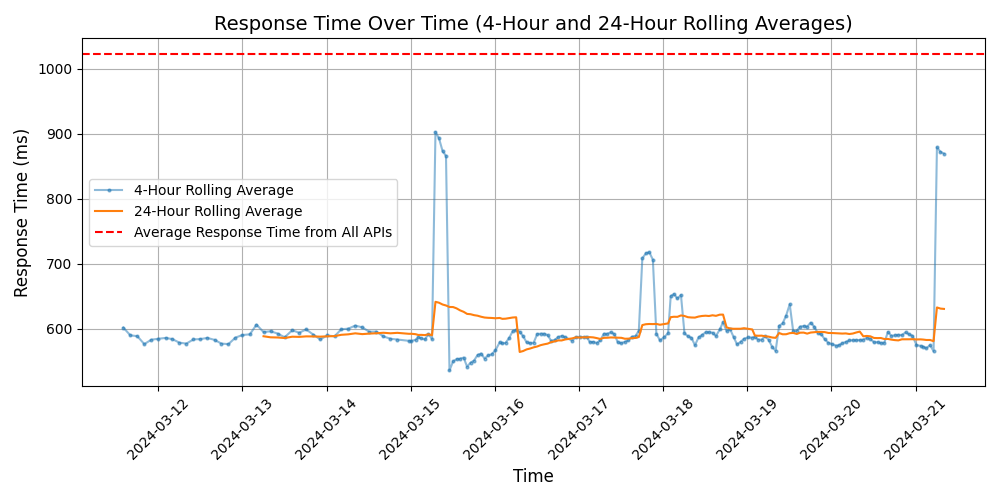 Response Time Over Time (4-Hour and 24-Hour Rolling Averages)
Response Time (ms)
1000
900
800
700
600
4-Hour Rolling Average
24-Hour Rolling Average
Average Response Time from All APIs
2024-03-12
2024-03-13
2024-03-14
2024-03-15
2024-03-16
2024-03-17
2024-03-18
2024-03-19
2024-03-20
2024-03-21
Time